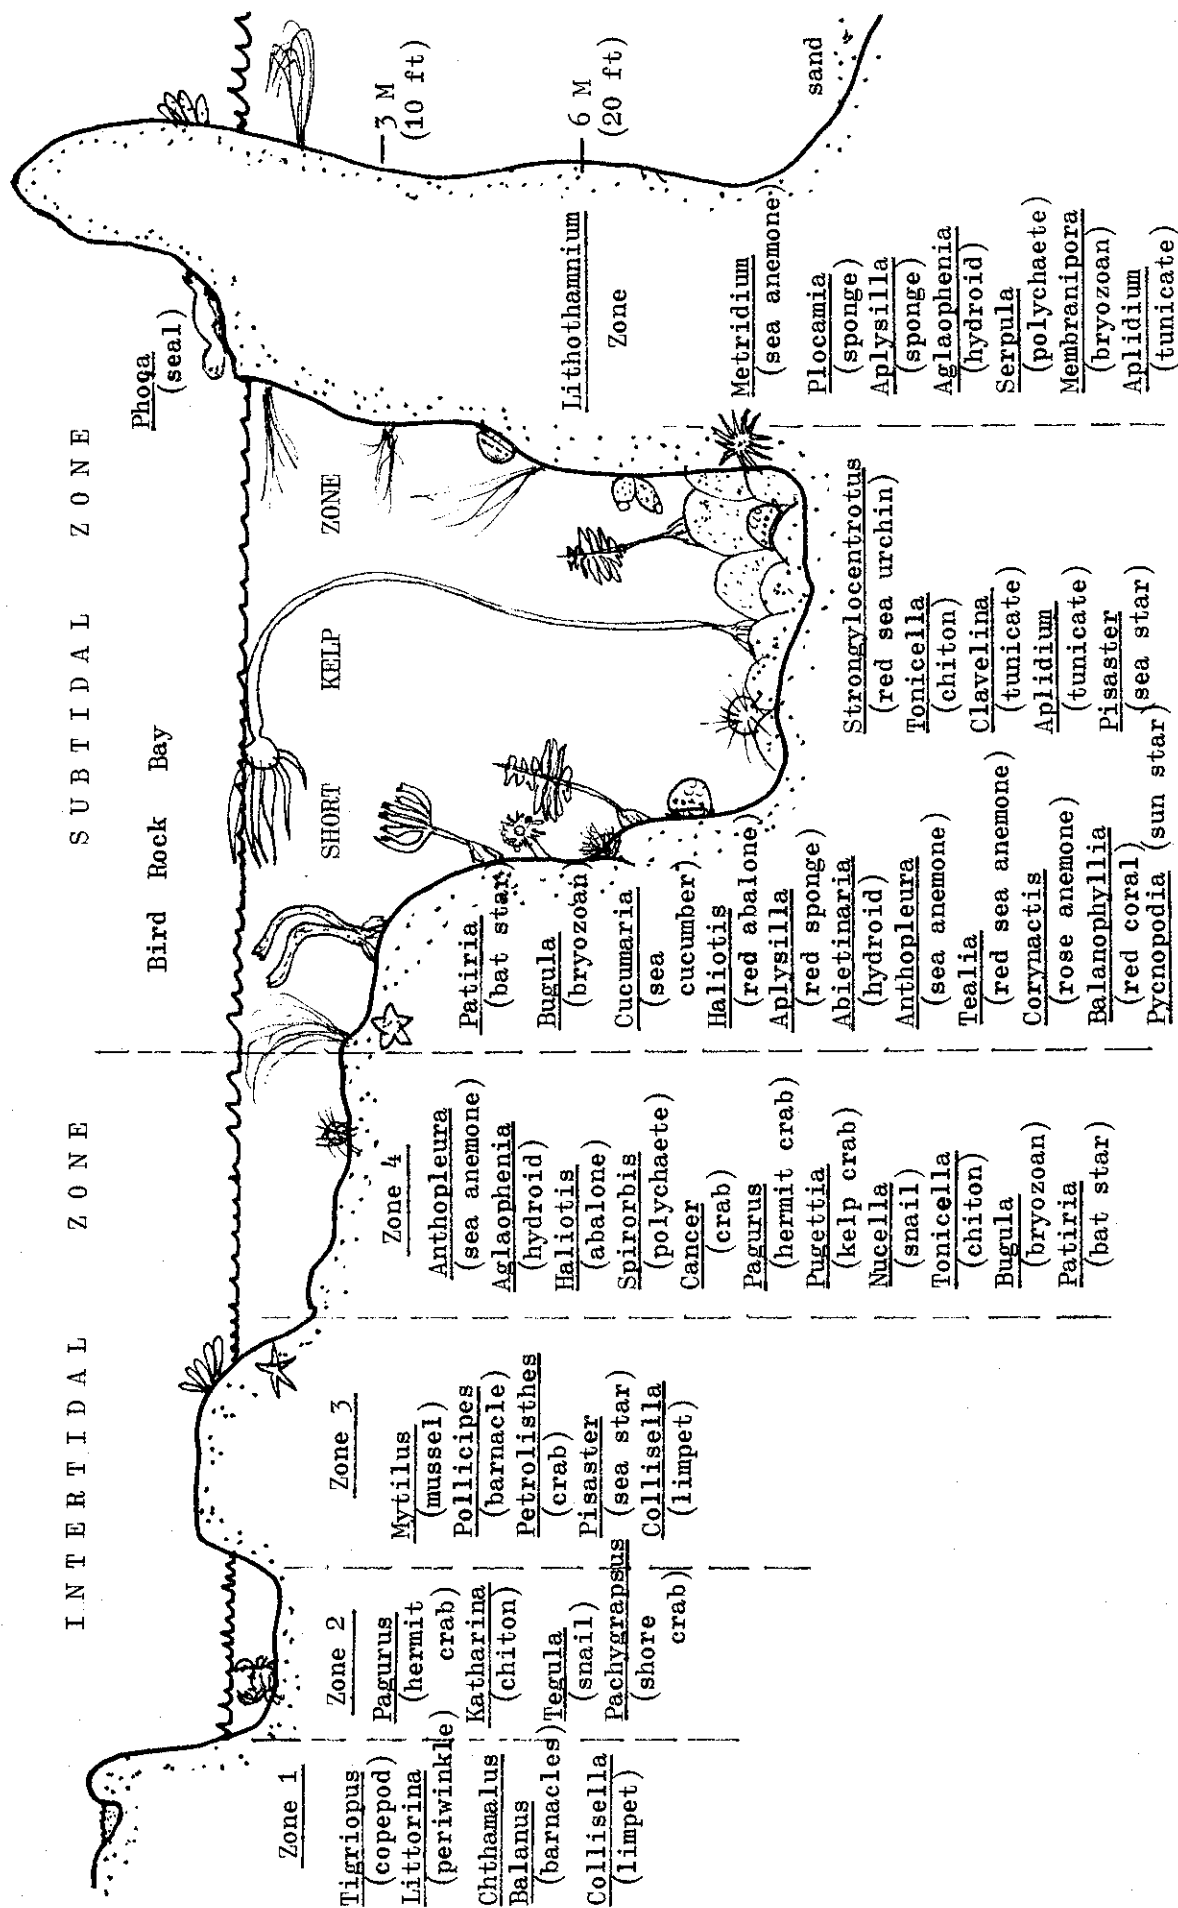 INTERTIDAL ZONE
SUBTIDAL ZONE
Bird Rock Bay
Phoca
(seal)
SHORT KELP ZONE
3 M
(10 ft)
6 M
(20 ft)
sand
Lithothamnium
Zone
Zone 1
Tigriopus
(copepod)
Littorina
(periwinkle)
Chthamalus
Balanus
(barnacles)
Collisella
(limpet)
Zone 2
Pagurus
(hermit
crab)
Katharina
(chiton)
Tegula
(snail)
Pachygrapsus
(shore
crab)
Zone 3
Mytilus
(mussel)
Pollicipes
(barnacle)
Petrolisthes
(crab)
Pisaster
(sea star)
Collisella
(limpet)
Zone 4
Anthopleura
(sea anemone)
Aglaophenia
(hydroid)
Haliotis
(abalone)
Spirorbis
(polychaete)
Cancer
(crab)
Pagurus
(hermit crab)
Pugettia
(kelp crab)
Nucella
(snail)
Tonicella
(chiton)
Bugula
(bryozoan)
Patiria
(bat star)
Patiria
(bat star)
Bugula
(bryozoan)
Cucumaria
(sea
cucumber)
Haliotis
(red abalone)
Aplysilla
(red sponge)
Abietinaria
(hydroid)
Anthopleura
(sea anemone)
Tealia
(red sea anemone)
Corynactis
(rose anemone)
Balanophyllia
(red coral)
Pycnopodia (sun star)
Strongylocentrotus
(red sea urchin)
Tonicella
(chiton)
Clavelina
(tunicate)
Aplidium
(tunicate)
Pisaster
(sea star)
Metridium
(sea anemone)
Plocamia
(sponge)
Aplysilla
(sponge)
Aglaophenia
(hydroid)
Serpula
(polychaete)
Membranipora
(bryozoan)
Aplidium
(tunicate)